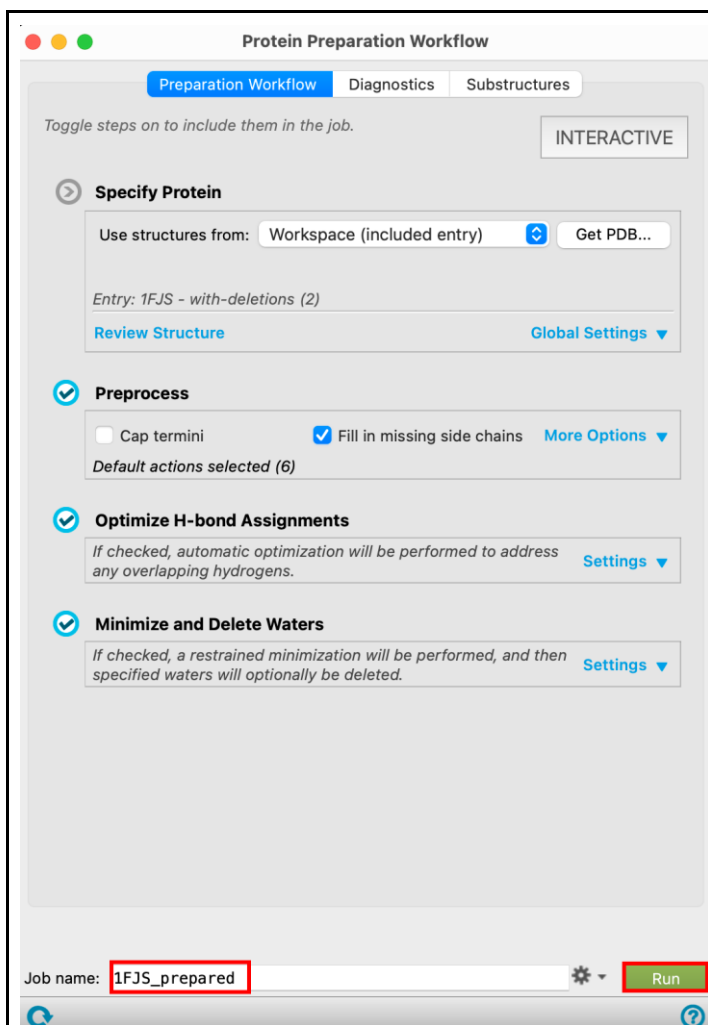 Protein Preparation Workflow
Preparation Workflow Diagnostics Substructures
Toggle steps on to include them in the job.
INTERACTIVE
Specify Protein
Use structures from: Workspace (included entry) Get PDB...
Entry: 1FJS - with-deletions (2)
Review Structure Global Settings
Preprocess
Cap termini Fill in missing side chains More Options
Default actions selected (6)
Optimize H-bond Assignments
If checked, automatic optimization will be performed to address
any overlapping hydrogens.
Settings
Minimize and Delete Waters
If checked, a restrained minimization will be performed, and then
specified waters will optionally be deleted.
Settings
Job name: 1FJS_prepared Run